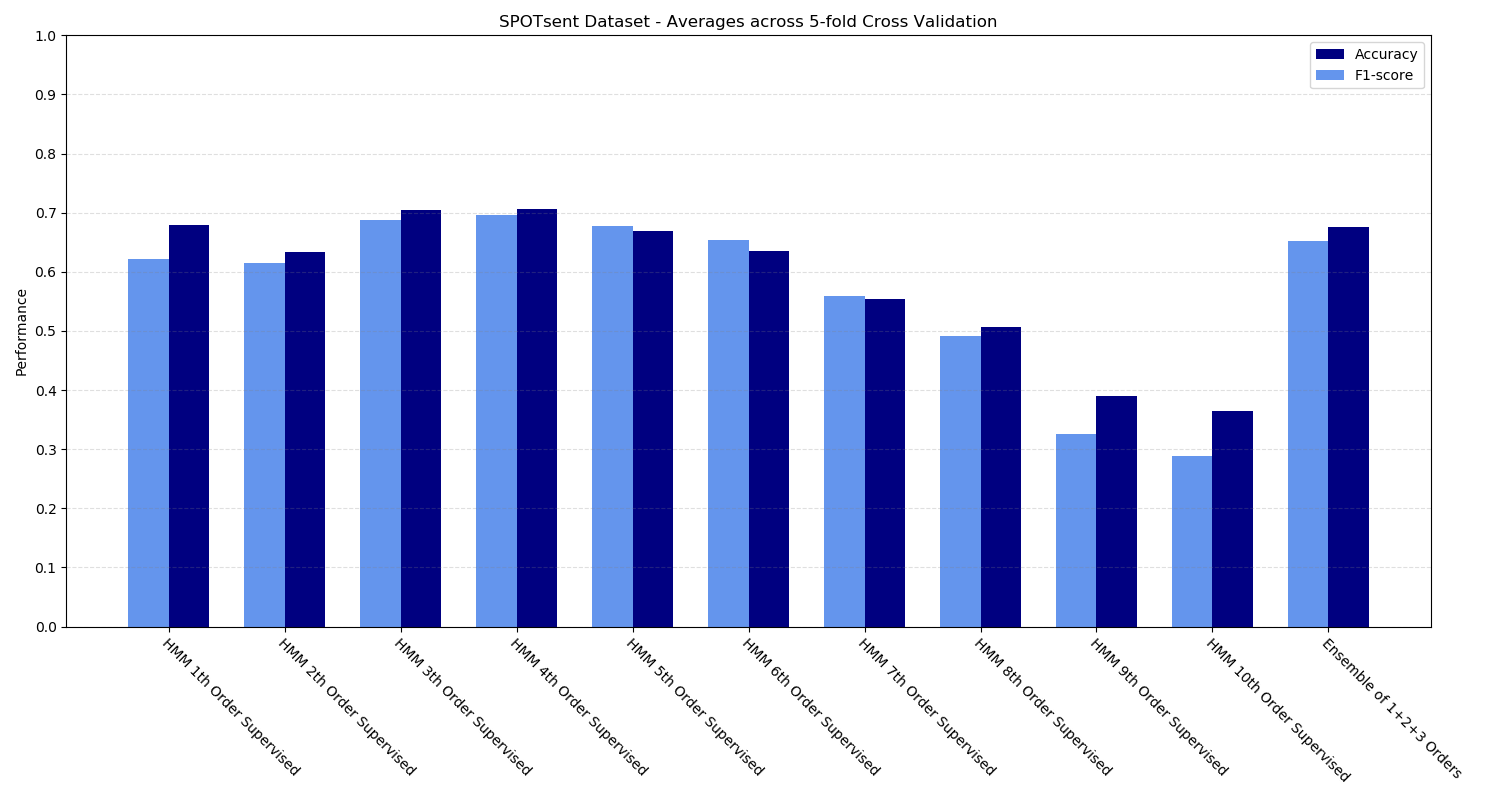 SPOTsent Dataset - Averages across 5-fold Cross Validation
Accuracy
F1-score
Performance
1.0
0.9
0.8
0.7
0.6
0.5
0.4
0.3
0.2
0.1
0.0
HMM 1th Order Supervised
HMM 2th Order Supervised
HMM 3th Order Supervised
HMM 4th Order Supervised
HMM 5th Order Supervised
HMM 6th Order Supervised
HMM 7th Order Supervised
HMM 8th Order Supervised
HMM 9th Order Supervised
HMM 10th Order Supervised
Ensemble of 1+2+3 Orders